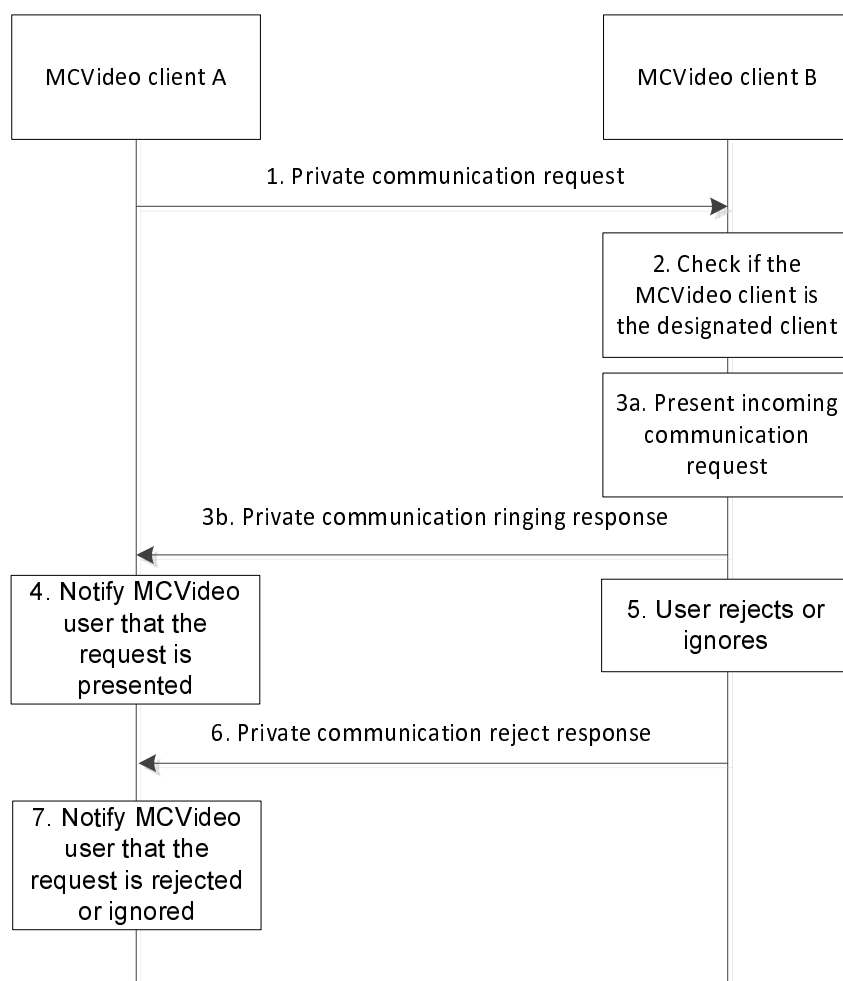 MCVideo client A
MCVideo client B
1. Private communication request
2. Check if the
MCVideo client is
the designated client
3a. Present incoming
communication
request
3b. Private communication ringing response
4. Notify MCVideo
user that the
request is
presented
5. User rejects or
ignores
6. Private communication reject response
7. Notify MCVideo
user that the
request is rejected
or ignored